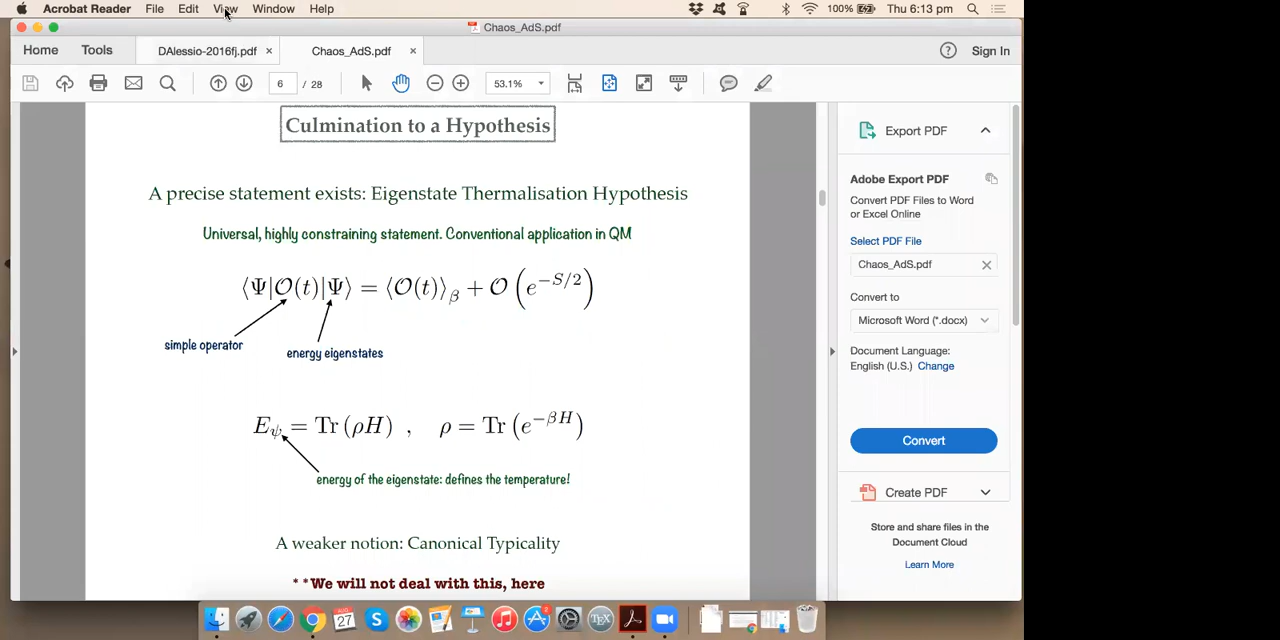 Acrobat Reader File Edit View Window Help 100% Thu 6:13 pm
Chaos_AdS.pdf
Home Tools DAlessio-2016fj.pdf × Chaos_AdS.pdf × Sign In
6 / 28 53.1%
Culmination to a Hypothesis
A precise statement exists: Eigenstate Thermalisation Hypothesis
Universal, highly constraining statement. Conventional application in QM
⟨Ψ|𝒪(t)|Ψ⟩ = ⟨𝒪(t)⟩_β + 𝒪(e^{-S/2})
simple operator
energy eigenstates
E_ψ = Tr(ρH) , ρ = Tr(e^{-βH})
energy of the eigenstate: defines the temperature!
A weaker notion: Canonical Typicality
**We will not deal with this, here
Export PDF
Adobe Export PDF
Convert PDF Files to Word
or Excel Online
Select PDF File
Chaos_AdS.pdf
Convert to
Microsoft Word (*.docx)
Document Language:
English (U.S.) Change
Convert
Create PDF
Store and share files in the
Document Cloud
Learn More
AUG
27
TEX